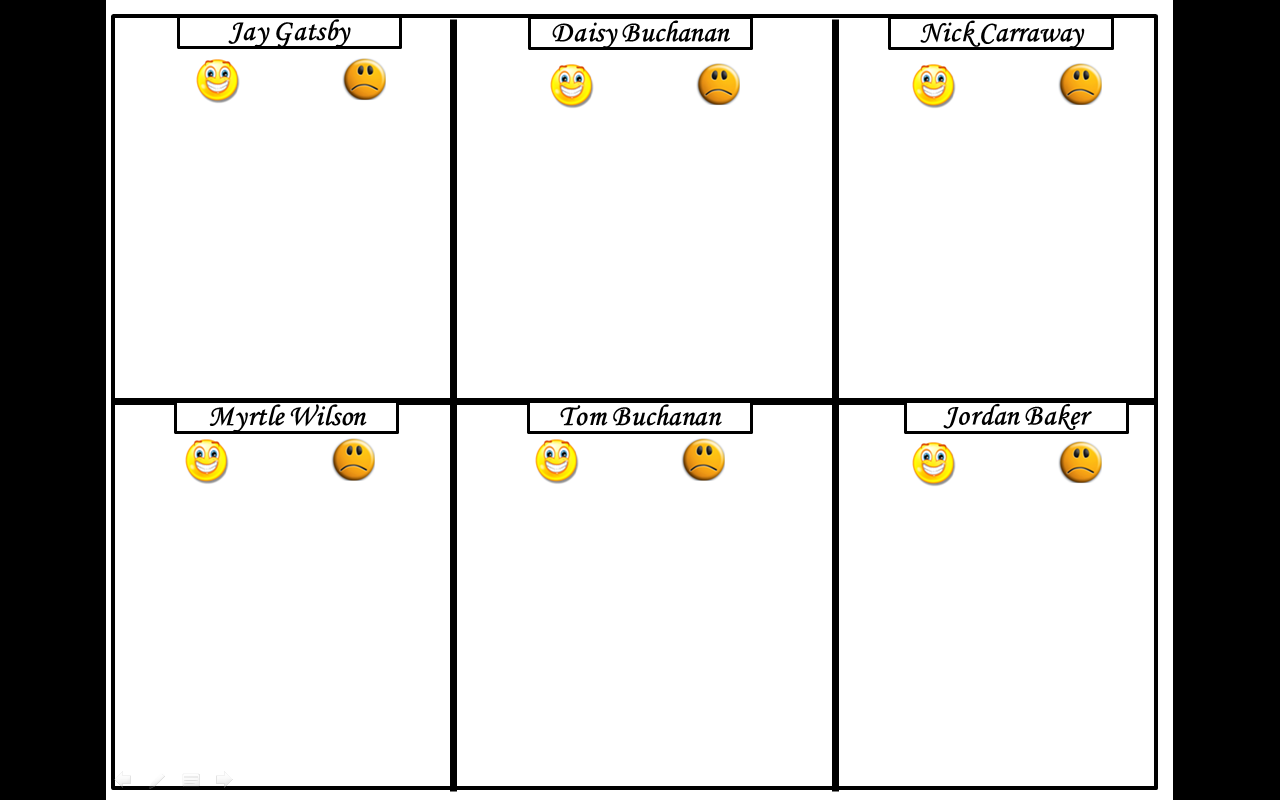 Jay Gatsby
Daisy Buchanan
Nick Carraway
Myrtle Wilson
Tom Buchanan
Jordan Baker